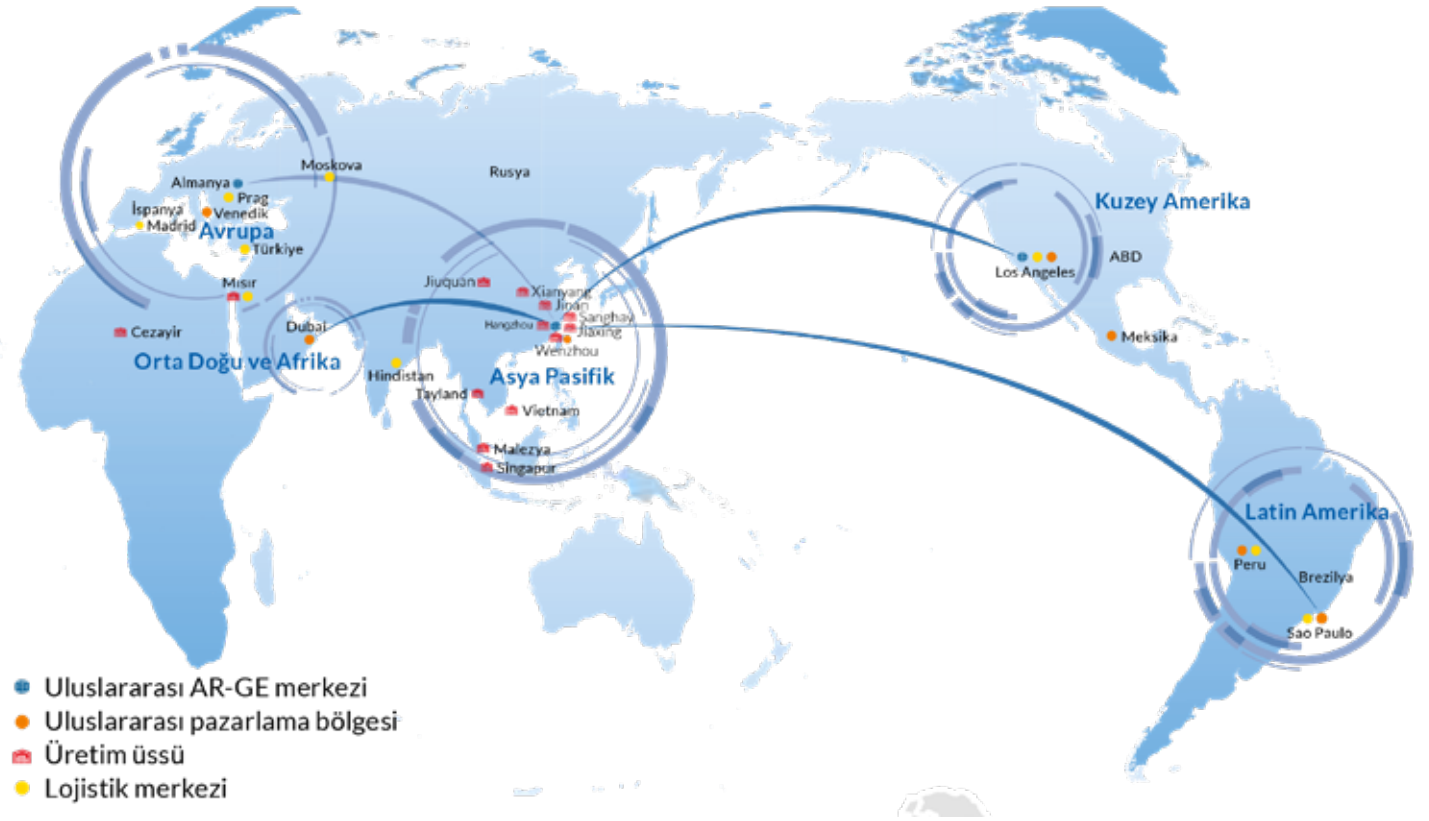 Kuzey Amerika
Moskova
Rusya
Almanya
Prag
İspanya
Venedik
Madrid
Avrupa
Türkiye
ABD
Los Angeles
Mısır
Jiuquan
Xianyang
Jinan
Sanghay
Hangzhou
Jiaxing
Wenzhou
Cezayir
Dubai
Orta Doğu ve Afrika
Hindistan
Asya Pasifik
Meksika
Tayland
Vietnam
Malezya
Singapur
Latin Amerika
Peru
Brezilya
Sao Paulo
Uluslararası AR-GE merkezi
Uluslararası pazarlama bölgesi
Üretim üssü
Lojistik merkezi